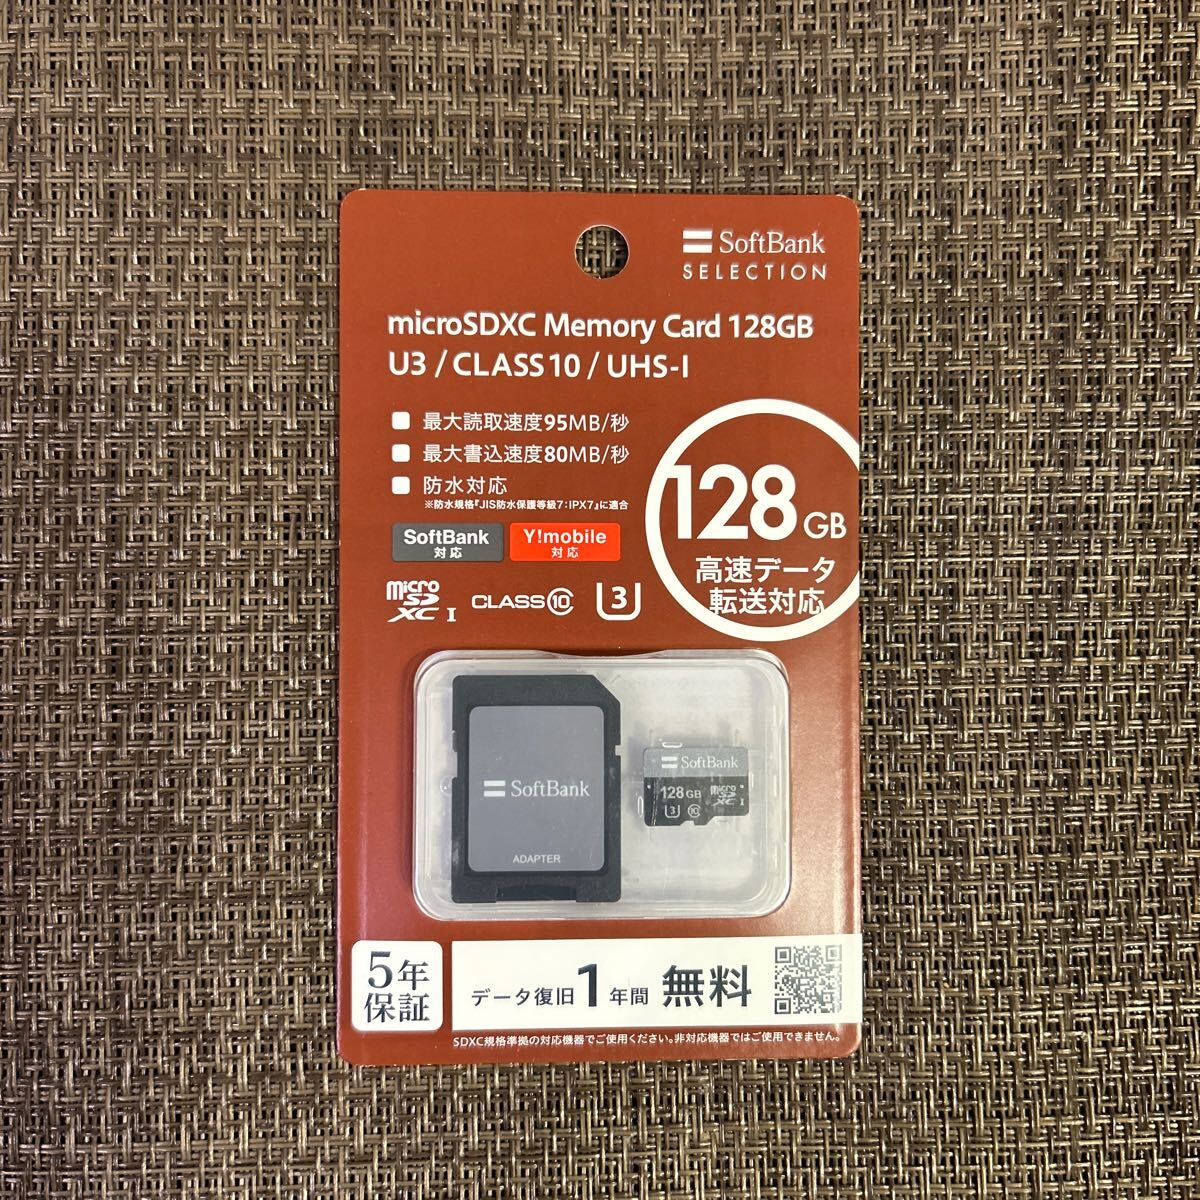 SoftBank
SELECTION
microSDXC Memory Card 128GB
U3 / CLASS10 / UHS-I
最大読取速度95MB/秒
最大書込速度80MB/秒
防水対応
※防水規格『JIS防水保護等級7:IPX7』に適合
SoftBank
対応
Y!mobile
対応
128GB
高速データ
転送対応
micro
SD
XC I
CLASS10
U3
SoftBank
ADAPTER
SoftBank
128GB
micro
SD
XC I
U3 10
5年
保証
データ復旧1年間 無料
SDXC規格準拠の対応機器でご使用ください。非対応機器ではご使用できません。